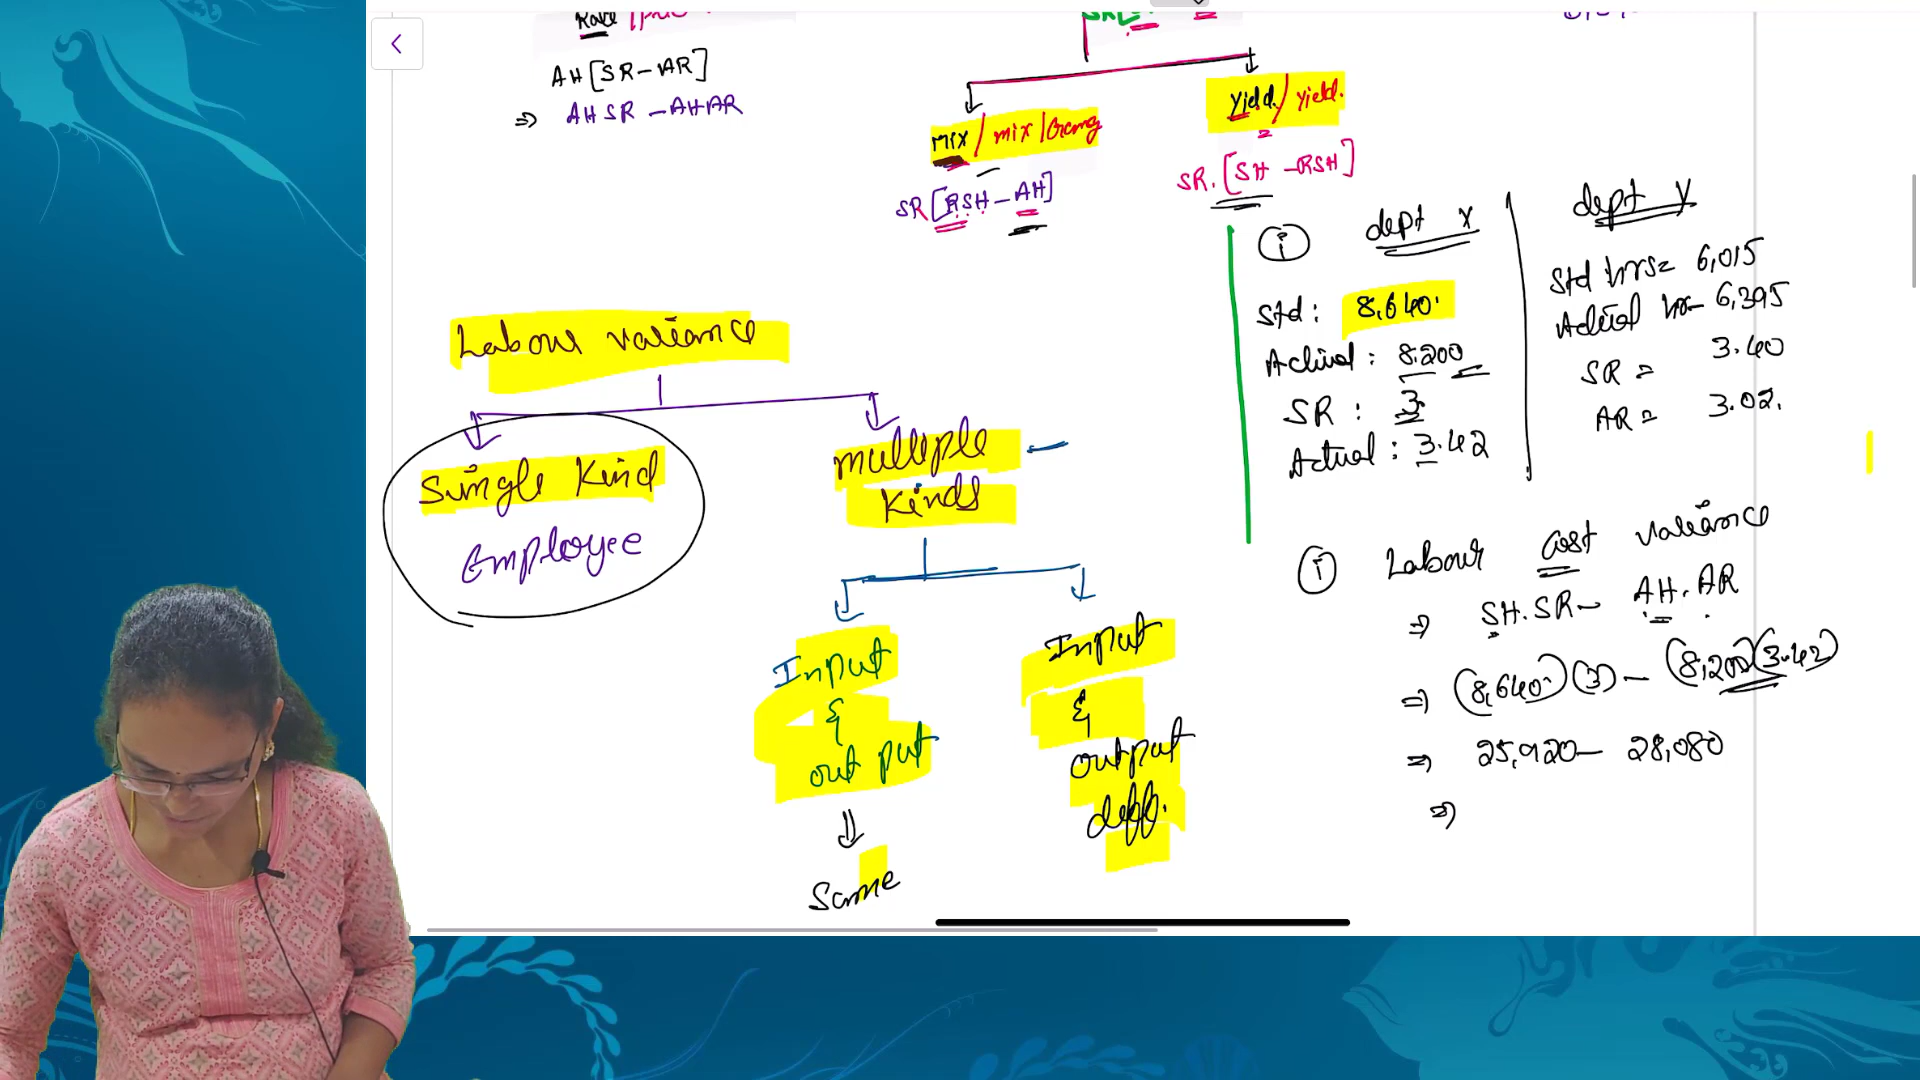 Rate
AH[SR-AR]
⇒ AHSR - AHAR
mix / mix / Gang
SR[RSH - AH]
Yield / yield.
SR.[SH - RSH]
Labour variance
Single Kind
Employee
multiple
Kinds
Input
&
out put
⇓
Same
Input
&
output
diff.
(i) dept x
Std: 8,640.
Actual: 8,200
SR: 3
Actual: 3.42
dept Y
Std hrs= 6,015
Actual hr- 6,395
SR = 3.40
AR= 3.02.
(i) Labour cost variance
⇒ SH.SR- AH.AR
⇒ (8,640)(3) - (8,200)(3.42)
⇒ 25,920 - 28,080
⇒